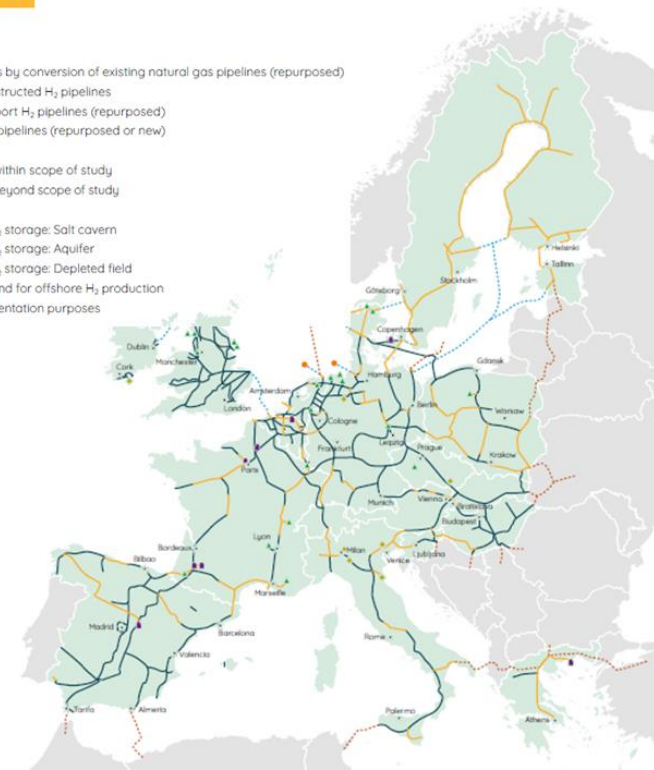 s by conversion of existing natural gas pipelines (repurposed)
structed H₂ pipelines
port H₂ pipelines (repurposed)
pipelines (repurposed or new)
within scope of study
beyond scope of study
storage: Salt cavern
storage: Aquifer
storage: Depleted field
nd for offshore H₂ production
entation purposes
Helsinki
Tallinn
Stockholm
Göteborg
Copenhagen
Dublin
Manchester
Cork
Gdansk
Hamburg
Amsterdam
Berlin
London
Warsaw
Cologne
Leipzig
Frankfurt
Prague
Krakow
Paris
Munich
Vienna
Bratislava
Budapest
Lyon
Bordeaux
Milan
Ljubljana
Bilbao
Venice
Marseille
Madrid
Barcelona
Rome
Valencia
Tarifa
Almeria
Palermo
Athens